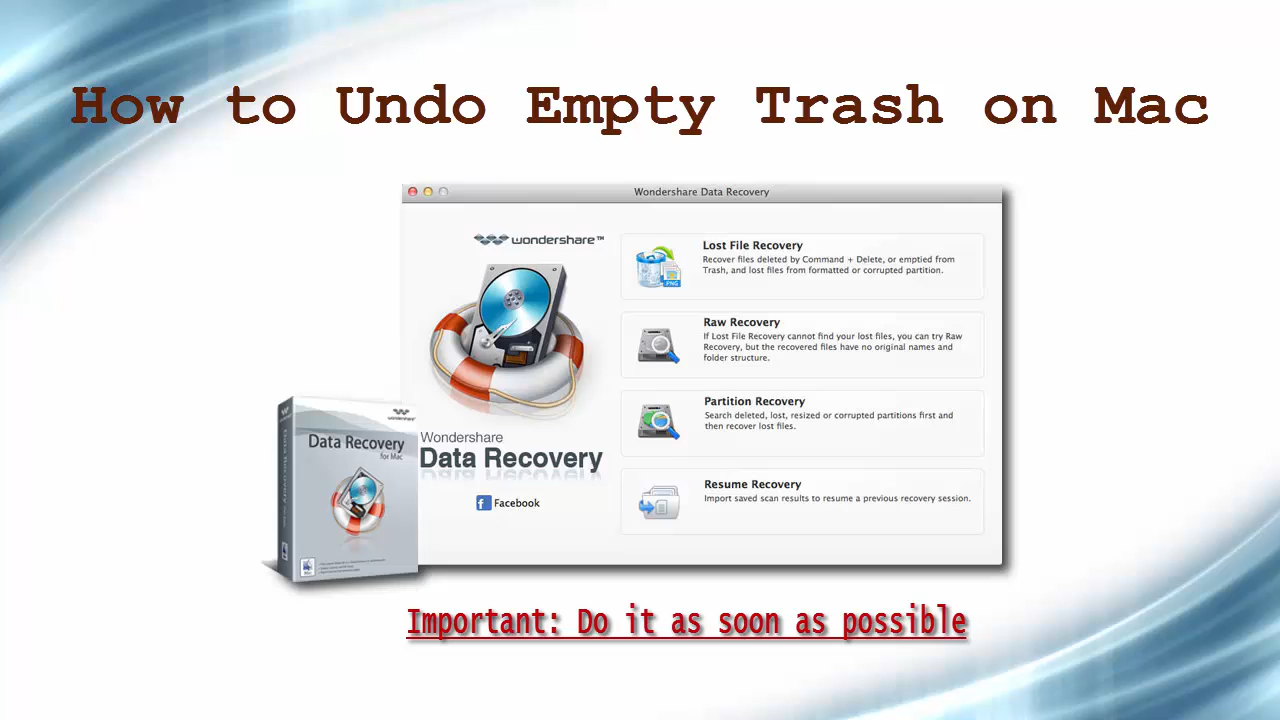 How to Undo Empty Trash on Mac
Wondershare Data Recovery
wondershare™
Lost File Recovery
Recover files deleted by Command + Delete, or emptied from
Trash, and lost files from formatted or corrupted partition.
PNG
Raw Recovery
If Lost File Recovery cannot find your lost files, you can try Raw
Recovery, but the recovered files have no original names and
folder structure.
Partition Recovery
Search deleted, lost, resized or corrupted partitions first and
then recover lost files.
Resume Recovery
Import saved scan results to resume a previous recovery session.
Wondershare
Data Recovery
Facebook
wondershare
Data Recovery
for Mac
Data Recovery
Mac
Important: Do it as soon as possible